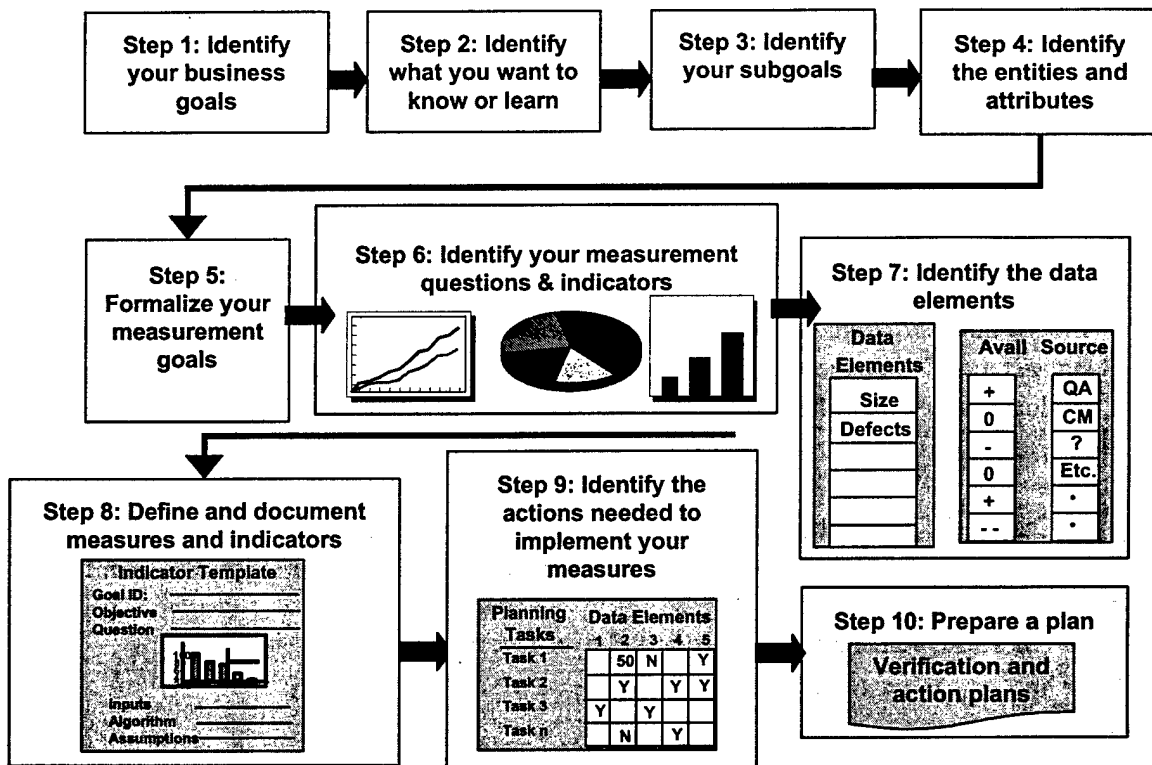 Step 1: Identify
your business
goals
Step 2: Identify
what you want to
know or learn
Step 3: Identify
your subgoals
Step 4: Identify
the entities and
attributes
Step 5:
Formalize your
measurement
goals
Step 6: Identify your measurement
questions & indicators
Step 7: Identify the data
elements
Data
Elements
Size
Defects
Avail Source
+ QA
0 CM
- ?
0 Etc.
+ •
-- •
Step 8: Define and document
measures and indicators
Indicator Template
Goal ID:
Objective
Question
Inputs
Algorithm
Assumptions
Step 9: Identify the
actions needed to
implement your
measures
Planning
Tasks
Data Elements
1 2 3 4 5
Task 1 50 N Y
Task 2 Y Y Y
Task 3 Y Y
Task n N Y
Step 10: Prepare a plan
Verification and
action plans